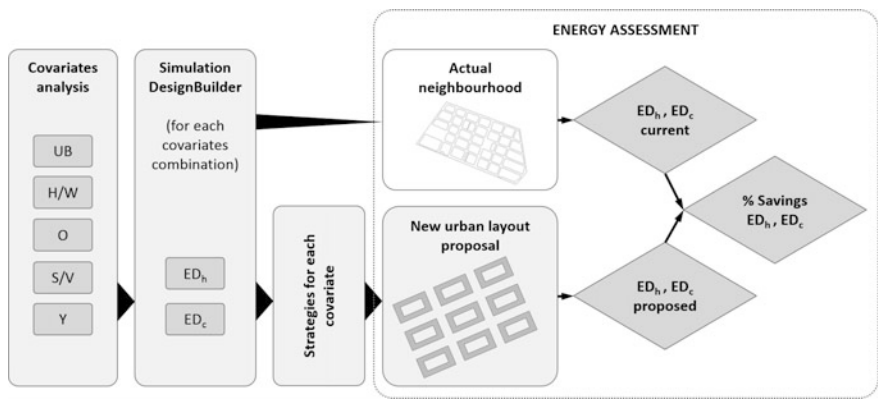 ENERGY ASSESSMENT
Covariates
analysis
UB
H/W
O
S/V
Y
Simulation
DesignBuilder
(for each
covariates
combination)
EDh
EDc
Strategies for each
covariate
Actual
neighbourhood
New urban layout
proposal
EDh , EDc
current
EDh , EDc
proposed
% Savings
EDh , EDc